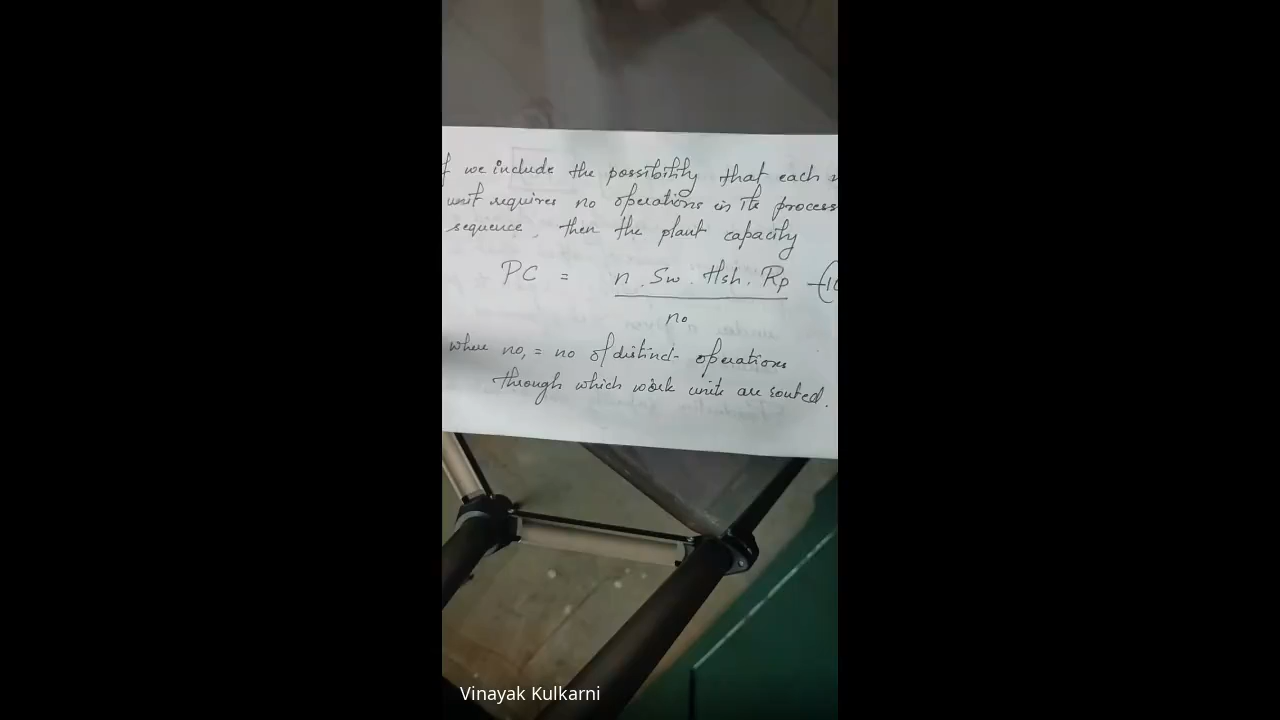 f we include the possibility that each
unit requires no operations in its process
sequence, then the plant capacity
PC = n . Sw . Hsh . Rp
no
where no, = no of distinct operations
through which work units are routed.
Vinayak Kulkarni